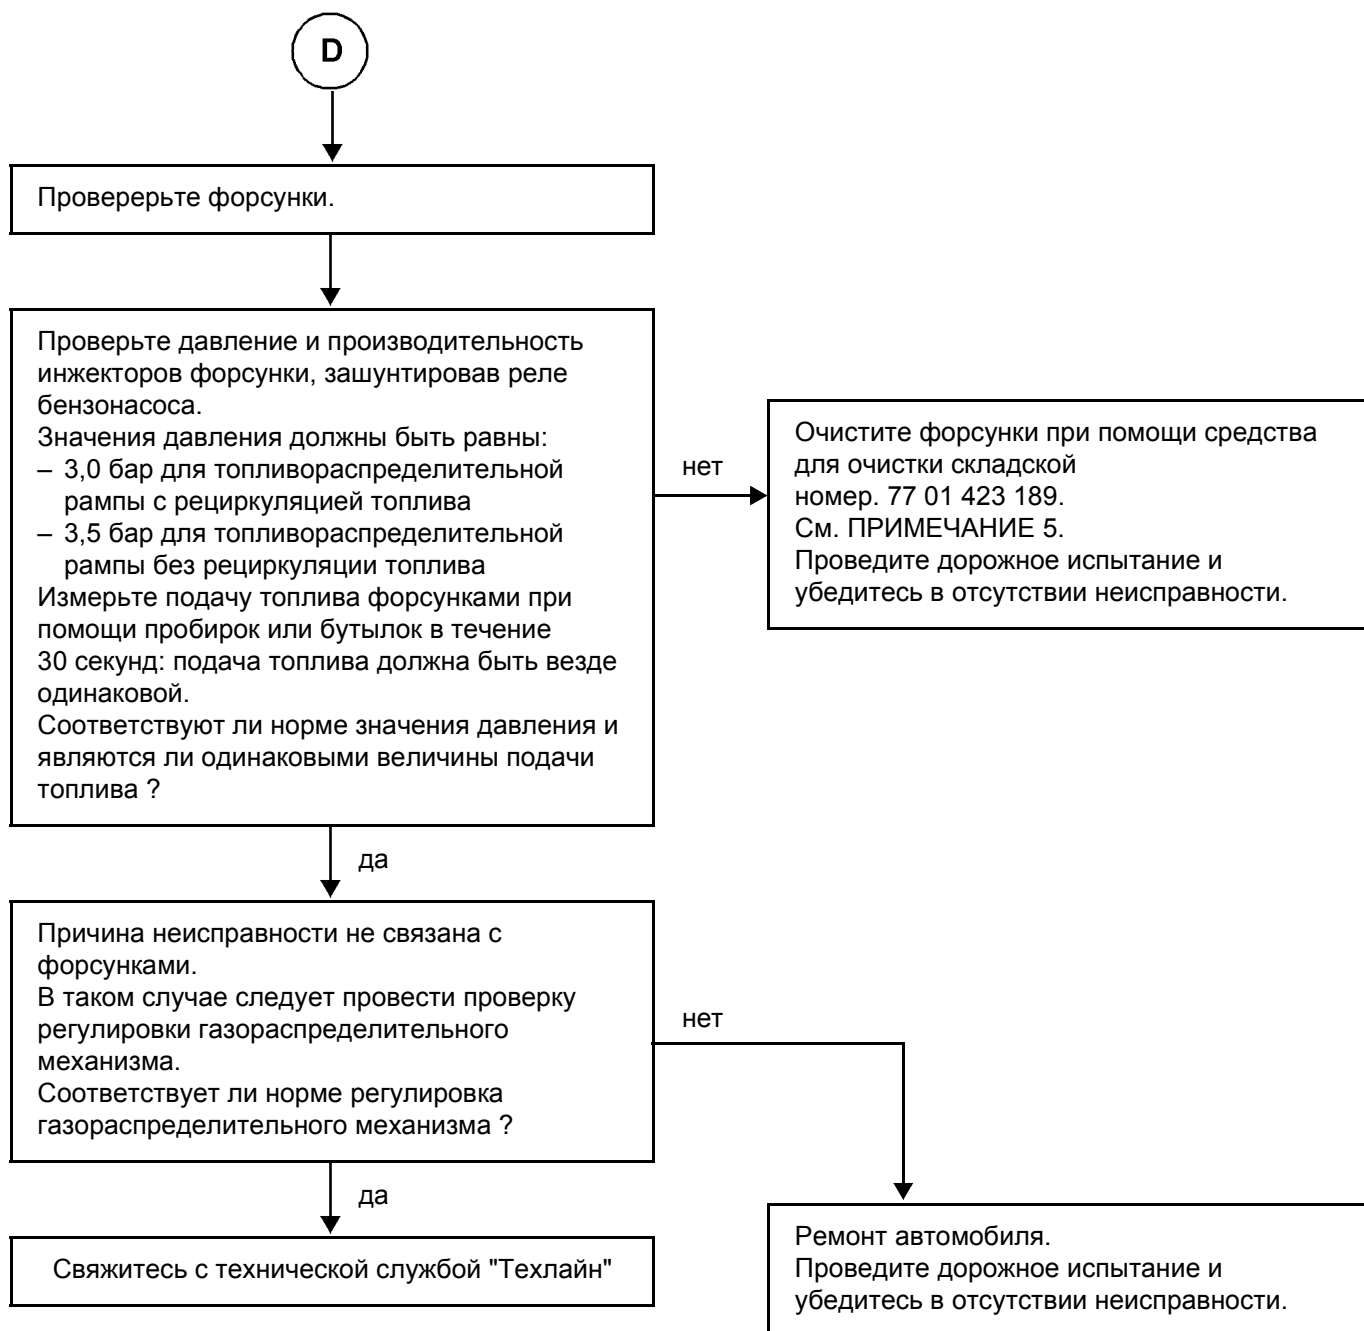 D
Проверерьте форсунки.
Проверьте давление и производительность
инжекторов форсунки, зашунтировав реле
бензонасоса.
Значения давления должны быть равны:
– 3,0 бар для топливораспределительной
рампы с рециркуляцией топлива
– 3,5 бар для топливораспределительной
рампы без рециркуляции топлива
Измерьте подачу топлива форсунками при
помощи пробирок или бутылок в течение
30 секунд: подача топлива должна быть везде
одинаковой.
Соответствуют ли норме значения давления и
являются ли одинаковыми величины подачи
топлива ?
нет
Очистите форсунки при помощи средства
для очистки складской
номер. 77 01 423 189.
См. ПРИМЕЧАНИЕ 5.
Проведите дорожное испытание и
убедитесь в отсутствии неисправности.
да
Причина неисправности не связана с
форсунками.
В таком случае следует провести проверку
регулировки газораспределительного
механизма.
Соответствует ли норме регулировка
газораспределительного механизма ?
нет
да
Свяжитесь с технической службой "Техлайн"
Ремонт автомобиля.
Проведите дорожное испытание и
убедитесь в отсутствии неисправности.